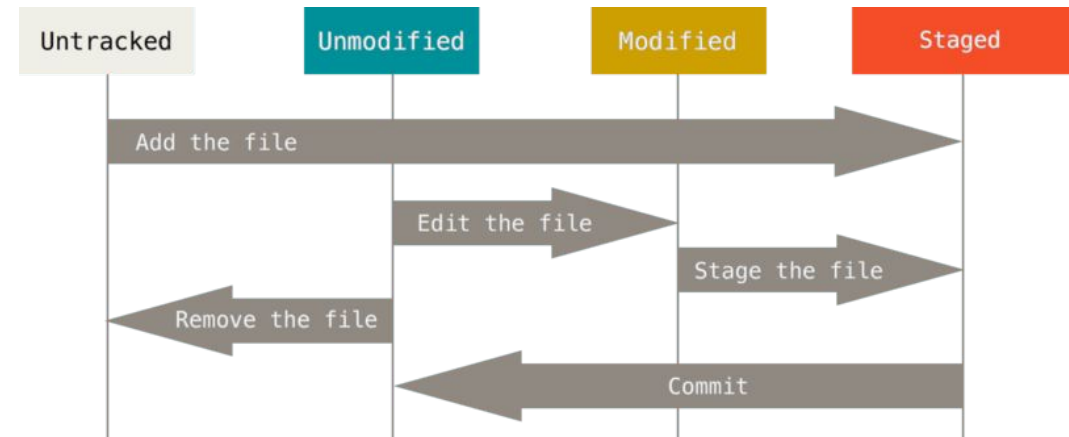 Untracked
Unmodified
Modified
Staged
Add the file
Edit the file
Stage the file
Remove the file
Commit